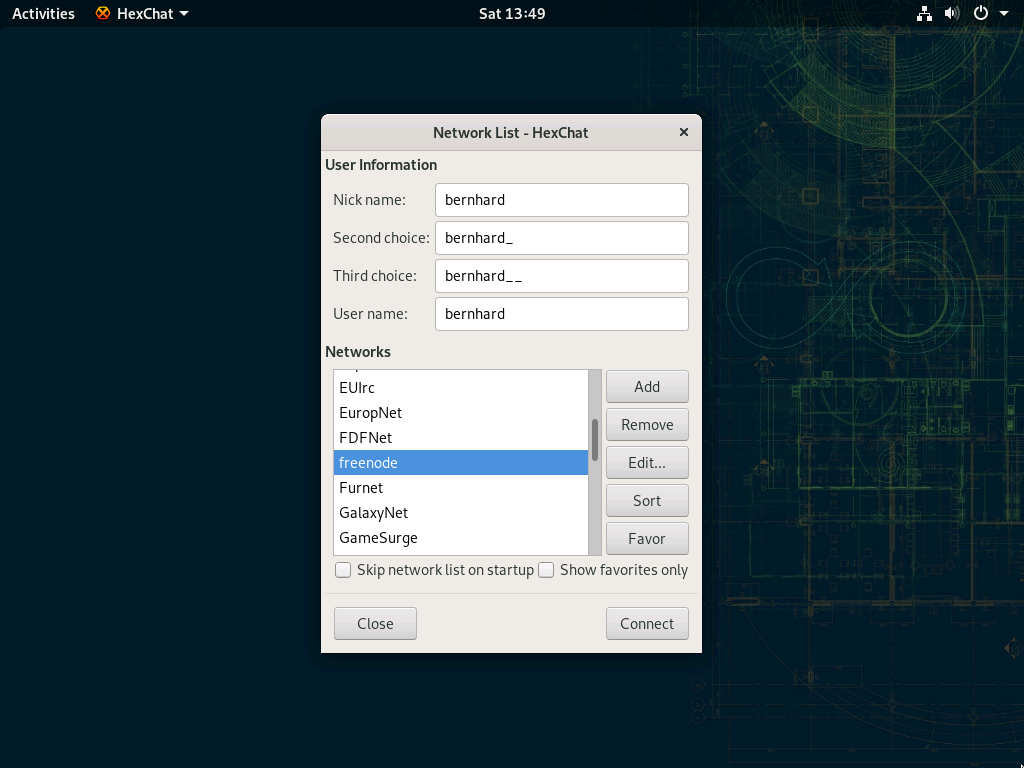 Activities HexChat Sat 13:49
Network List - HexChat ×
User Information
Nick name: bernhard
Second choice: bernhard_
Third choice: bernhard__
User name: bernhard
Networks
EUIrc
EuropNet
FDFNet
freenode
Furnet
GalaxyNet
GameSurge
Add
Remove
Edit...
Sort
Favor
Skip network list on startup Show favorites only
Close Connect